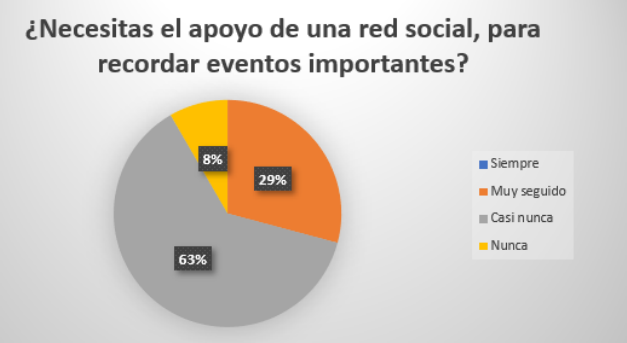 ¿Necesitas el apoyo de una red social, para
recordar eventos importantes?
8%
29%
63%
Siempre
Muy seguido
Casi nunca
Nunca